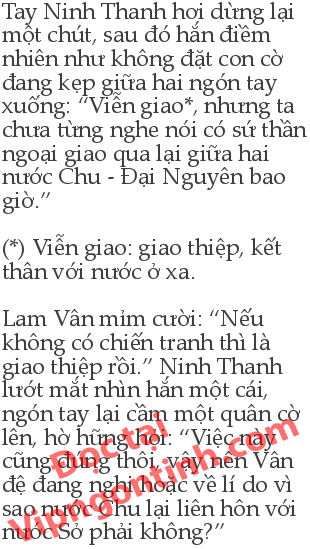 Tay Ninh Thanh hơi dừng lại
một chút, sau đó hắn điềm
nhiên như không đặt con cờ
đang kẹp giữa hai ngón tay
xuống: “Viễn giao*, nhưng ta
chưa từng nghe nói có sứ thần
ngoại giao qua lại giữa hai
nước Chu - Đại Nguyên bao
giờ.”
(*) Viễn giao: giao thiệp, kết
thân với nước ở xa.
Lam Vân mỉm cười: “Nếu
không có chiến tranh thì là
giao thiệp rồi.” Ninh Thanh
lướt mắt nhìn hắn một cái,
ngón tay lại cầm một quân cờ
lên, hờ hững hỏi: “Việc này
cũng đúng thôi, vậy nên Vân
đệ đang nghi hoặc về lí do vì
sao nước Chu lại liên hôn với
nước Sở phải không?”
Doctại
Vipngontinh.com